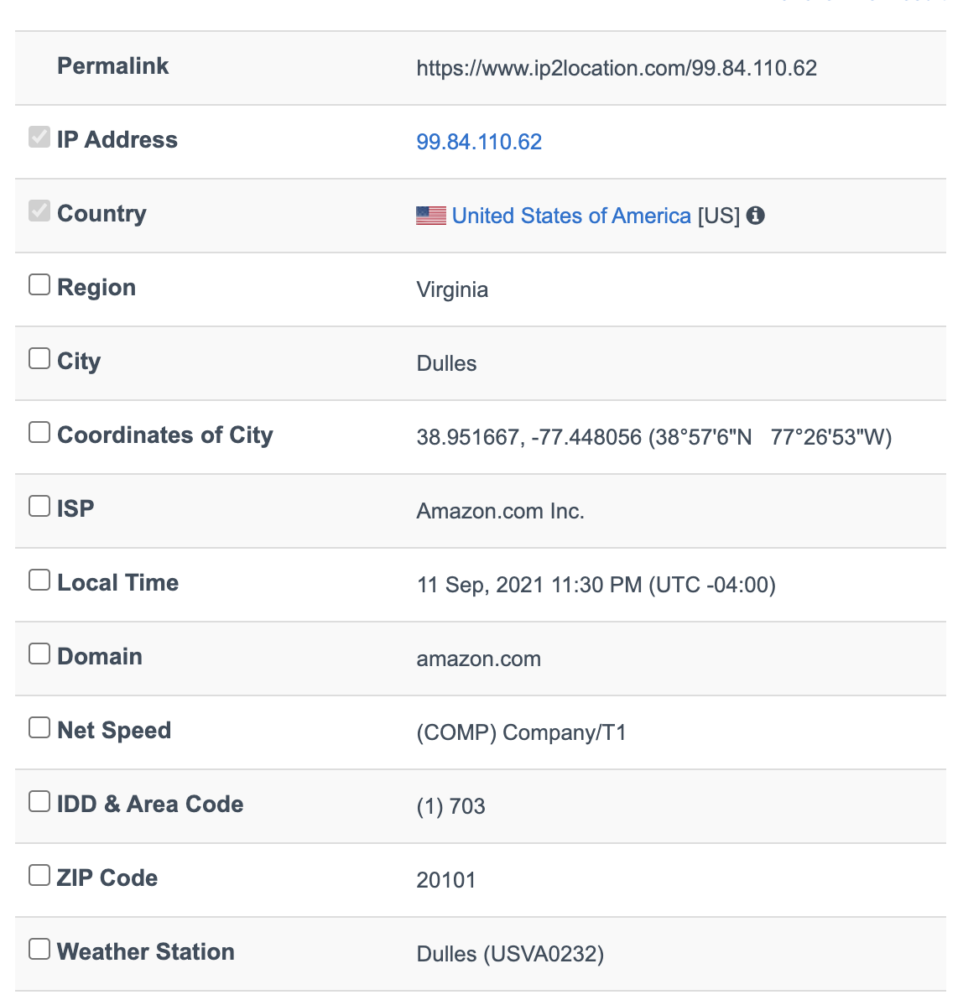 Permalink https://www.ip2location.com/99.84.110.62
IP Address 99.84.110.62
Country United States of America [US]
Region Virginia
City Dulles
Coordinates of City 38.951667, -77.448056 (38°57'6"N 77°26'53"W)
ISP Amazon.com Inc.
Local Time 11 Sep, 2021 11:30 PM (UTC -04:00)
Domain amazon.com
Net Speed (COMP) Company/T1
IDD & Area Code (1) 703
ZIP Code 20101
Weather Station Dulles (USVA0232)